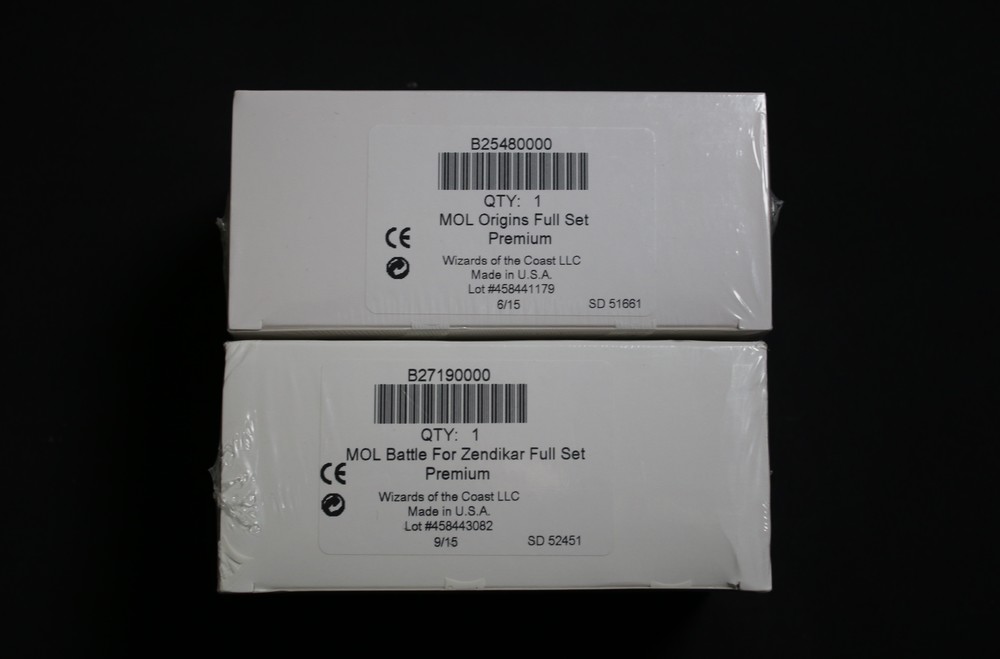 B25480000
QTY: 1
MOL Origins Full Set
Premium
CE
Wizards of the Coast LLC
Made in U.S.A.
Lot #458441179
6/15 SD 51661
B27190000
QTY: 1
MOL Battle For Zendikar Full Set
Premium
CE
Wizards of the Coast LLC
Made in U.S.A.
Lot #458443082
9/15 SD 52451